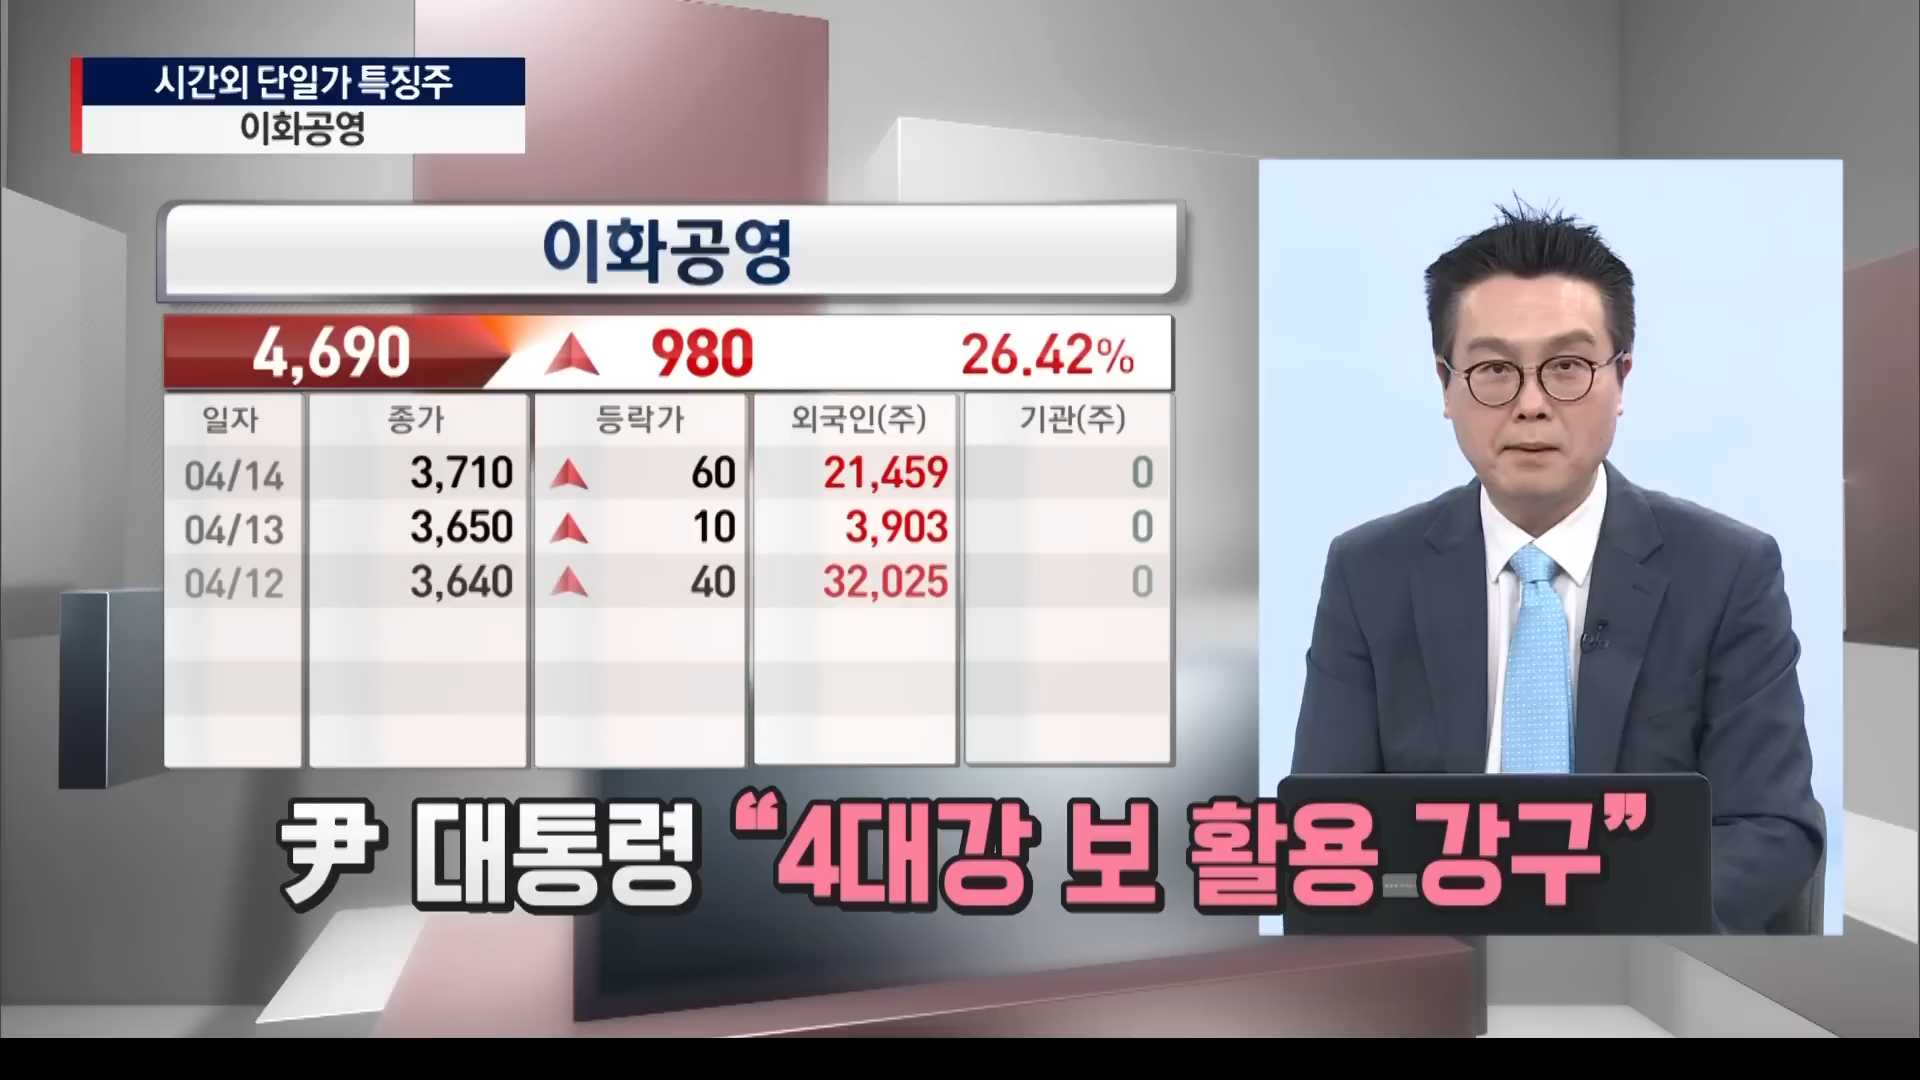 시간외 단일가 특징주
이화공영
이화공영
4,690 980 26.42%
일자 종가 등락가 외국인(주) 기관(주)
04/14 3,710 60 21,459 0
04/13 3,650 10 3,903 0
04/12 3,640 40 32,025 0
尹 대통령 “4대강 보 활용 강구”